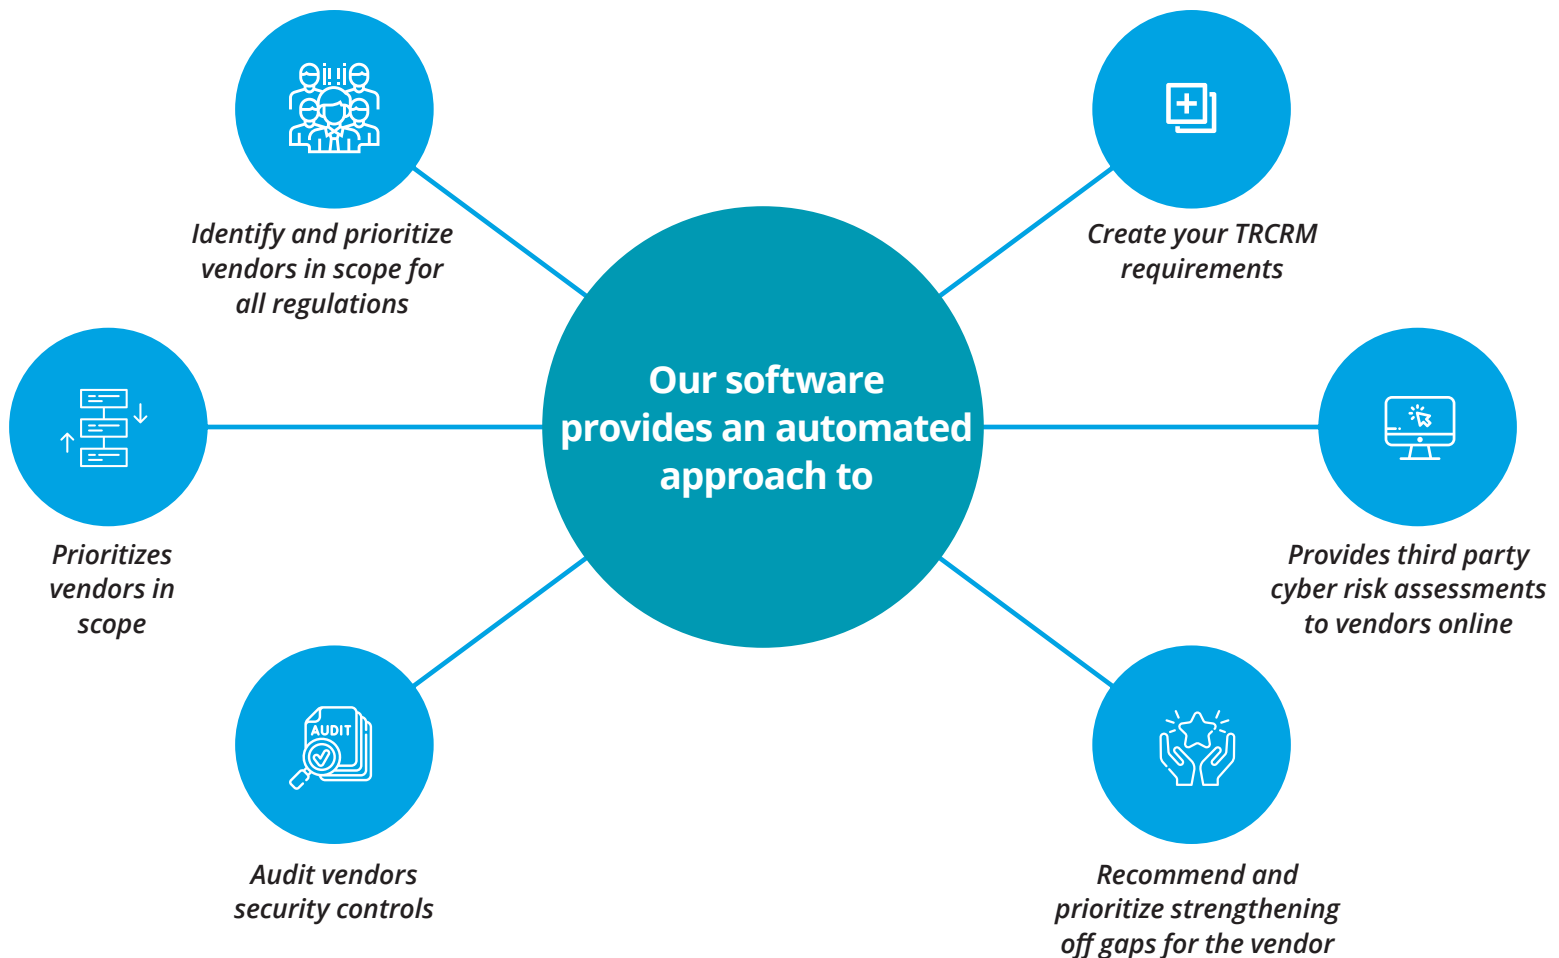 Identify and prioritize
vendors in scope for
all regulations
Create your TRCRM
requirements
Our software
provides an automated
approach to
Prioritizes
vendors in
scope
Provides third party
cyber risk assessments
to vendors online
AUDIT
Audit vendors
security controls
Recommend and
prioritize strengthening
off gaps for the vendor